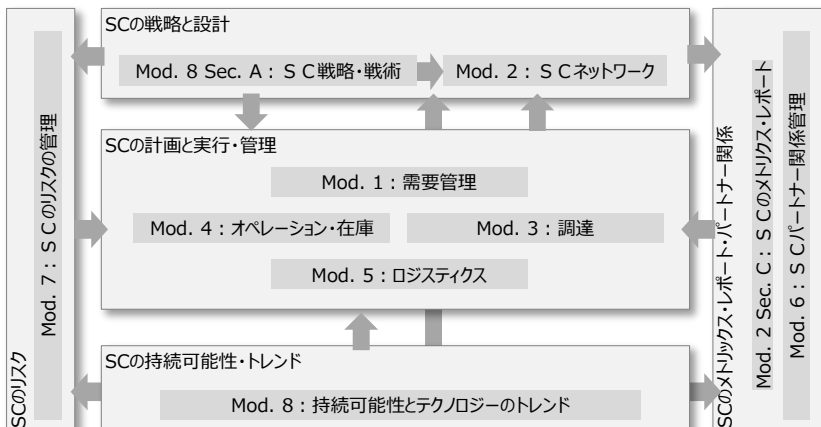 SCの戦略と設計
Mod. 8 Sec. A：ＳＣ戦略・戦術
Mod. 2：ＳＣネットワーク
SCの計画と実行・管理
Mod. 1：需要管理
Mod. 4：オペレーション・在庫
Mod. 3：調達
Mod. 5：ロジスティクス
SCの持続可能性・トレンド
Mod. 8：持続可能性とテクノロジーのトレンド
SCのリスク
Mod. 7：ＳＣのリスクの管理
SCのメトリックス・レポート・パートナー関係
Mod. 2 Sec. C：ＳＣのメトリクス・レポート
Mod. 6：ＳＣパートナー関係管理